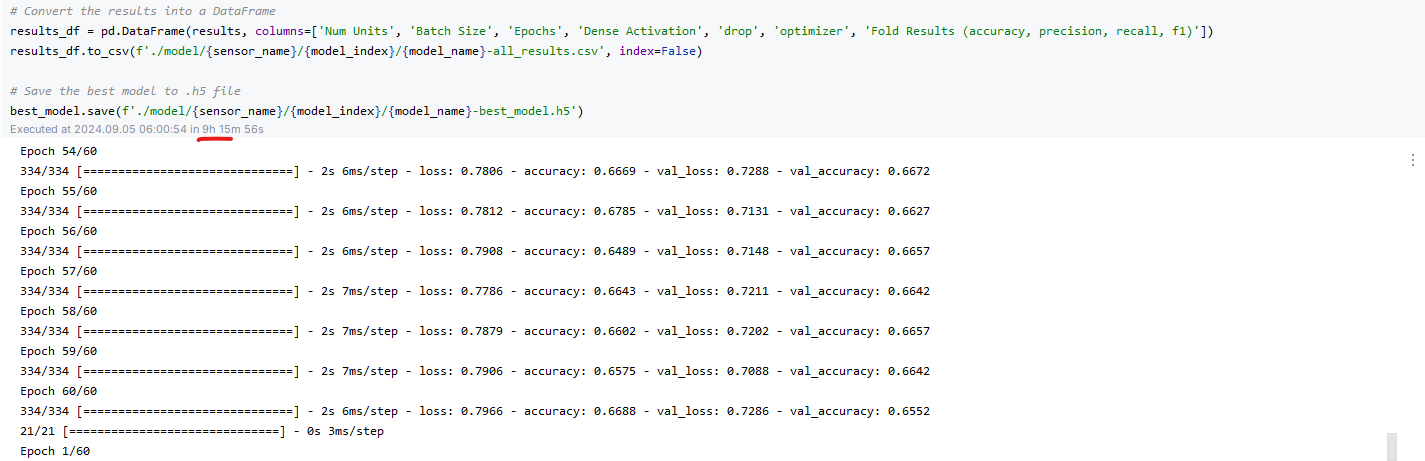 # Convert the results into a DataFrame
results_df = pd.DataFrame(results, columns=['Num Units', 'Batch Size', 'Epochs', 'Dense Activation', 'drop', 'optimizer', 'Fold Results (accuracy, precision, recall, f1)'])
results_df.to_csv(f'./model/{sensor_name}/{model_index}/{model_name}-all_results.csv', index=False)
# Save the best model to .h5 file
best_model.save(f'./model/{sensor_name}/{model_index}/{model_name}-best_model.h5')
Executed at 2024.09.05 06:00:54 in 9h 15m 56s
Epoch 54/60
334/334 [==============================] - 2s 6ms/step - loss: 0.7806 - accuracy: 0.6669 - val_loss: 0.7288 - val_accuracy: 0.6672
Epoch 55/60
334/334 [==============================] - 2s 6ms/step - loss: 0.7812 - accuracy: 0.6785 - val_loss: 0.7131 - val_accuracy: 0.6627
Epoch 56/60
334/334 [==============================] - 2s 6ms/step - loss: 0.7908 - accuracy: 0.6489 - val_loss: 0.7148 - val_accuracy: 0.6657
Epoch 57/60
334/334 [==============================] - 2s 7ms/step - loss: 0.7786 - accuracy: 0.6643 - val_loss: 0.7211 - val_accuracy: 0.6642
Epoch 58/60
334/334 [==============================] - 2s 7ms/step - loss: 0.7879 - accuracy: 0.6602 - val_loss: 0.7202 - val_accuracy: 0.6657
Epoch 59/60
334/334 [==============================] - 2s 7ms/step - loss: 0.7906 - accuracy: 0.6575 - val_loss: 0.7088 - val_accuracy: 0.6642
Epoch 60/60
334/334 [==============================] - 2s 6ms/step - loss: 0.7966 - accuracy: 0.6688 - val_loss: 0.7286 - val_accuracy: 0.6552
21/21 [==============================] - 0s 3ms/step
Epoch 1/60